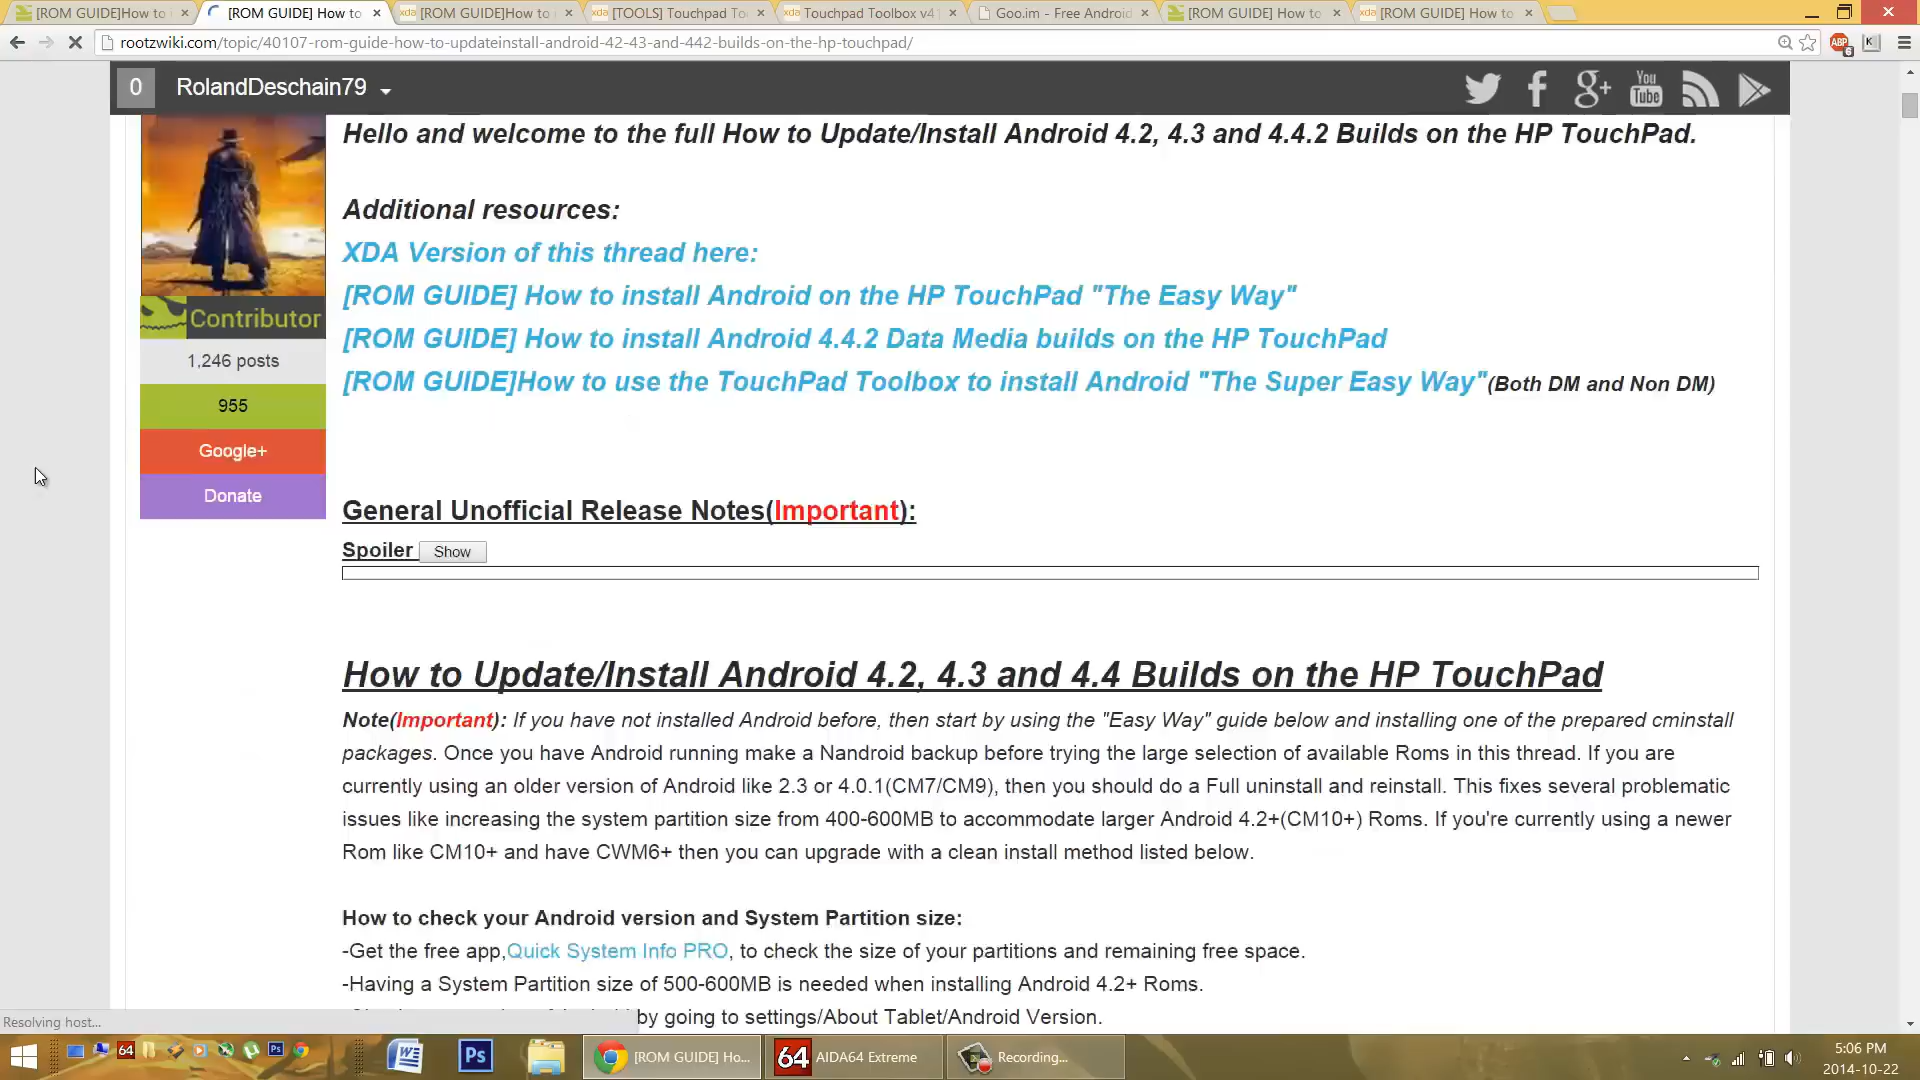 [ROM GUIDE] How to
[ROM GUIDE] How to
[ROM GUIDE]How to
[TOOLS] Touchpad To
Touchpad Toolbox v4
Goo.im - Free Android
[ROM GUIDE] How to
[ROM GUIDE] How to
rootzwiki.com/topic/40107-rom-guide-how-to-updateinstall-android-42-43-and-442-builds-on-the-hp-touchpad/
ABP
6
0 RolandDeschain79
You Tube
Hello and welcome to the full How to Update/Install Android 4.2, 4.3 and 4.4.2 Builds on the HP TouchPad.
Additional resources:
XDA Version of this thread here:
[ROM GUIDE] How to install Android on the HP TouchPad "The Easy Way"
[ROM GUIDE] How to install Android 4.4.2 Data Media builds on the HP TouchPad
[ROM GUIDE]How to use the TouchPad Toolbox to install Android "The Super Easy Way"(Both DM and Non DM)
Contributor
1,246 posts
955
Google+
Donate
General Unofficial Release Notes(Important):
Spoiler Show
How to Update/Install Android 4.2, 4.3 and 4.4 Builds on the HP TouchPad
Note(Important): If you have not installed Android before, then start by using the "Easy Way" guide below and installing one of the prepared cminstall
packages. Once you have Android running make a Nandroid backup before trying the large selection of available Roms in this thread. If you are
currently using an older version of Android like 2.3 or 4.0.1(CM7/CM9), then you should do a Full uninstall and reinstall. This fixes several problematic
issues like increasing the system partition size from 400-600MB to accommodate larger Android 4.2+(CM10+) Roms. If you're currently using a newer
Rom like CM10+ and have CWM6+ then you can upgrade with a clean install method listed below.
How to check your Android version and System Partition size:
-Get the free app,Quick System Info PRO, to check the size of your partitions and remaining free space.
-Having a System Partition size of 500-600MB is needed when installing Android 4.2+ Roms.
by going to settings/About Tablet/Android Version.
Resolving host...
64
Ps
[ROM GUIDE] Ho...
64 AIDA64 Extreme
Recording...
5:06 PM
2014-10-22